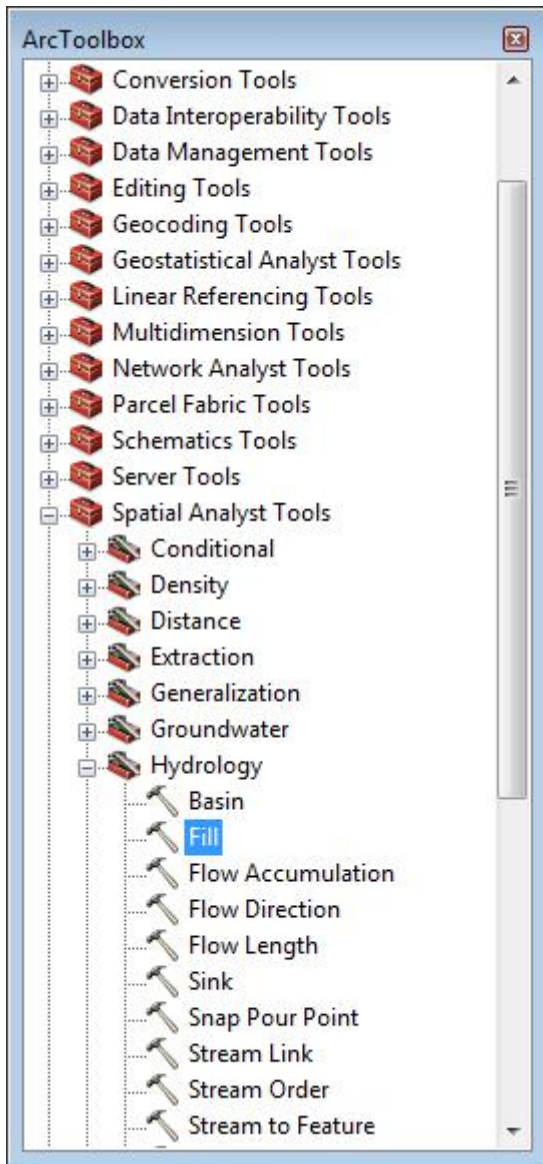 ArcToolbox
Conversion Tools
Data Interoperability Tools
Data Management Tools
Editing Tools
Geocoding Tools
Geostatistical Analyst Tools
Linear Referencing Tools
Multidimension Tools
Network Analyst Tools
Parcel Fabric Tools
Schematics Tools
Server Tools
Spatial Analyst Tools
Conditional
Density
Distance
Extraction
Generalization
Groundwater
Hydrology
Basin
Fill
Flow Accumulation
Flow Direction
Flow Length
Sink
Snap Pour Point
Stream Link
Stream Order
Stream to Feature